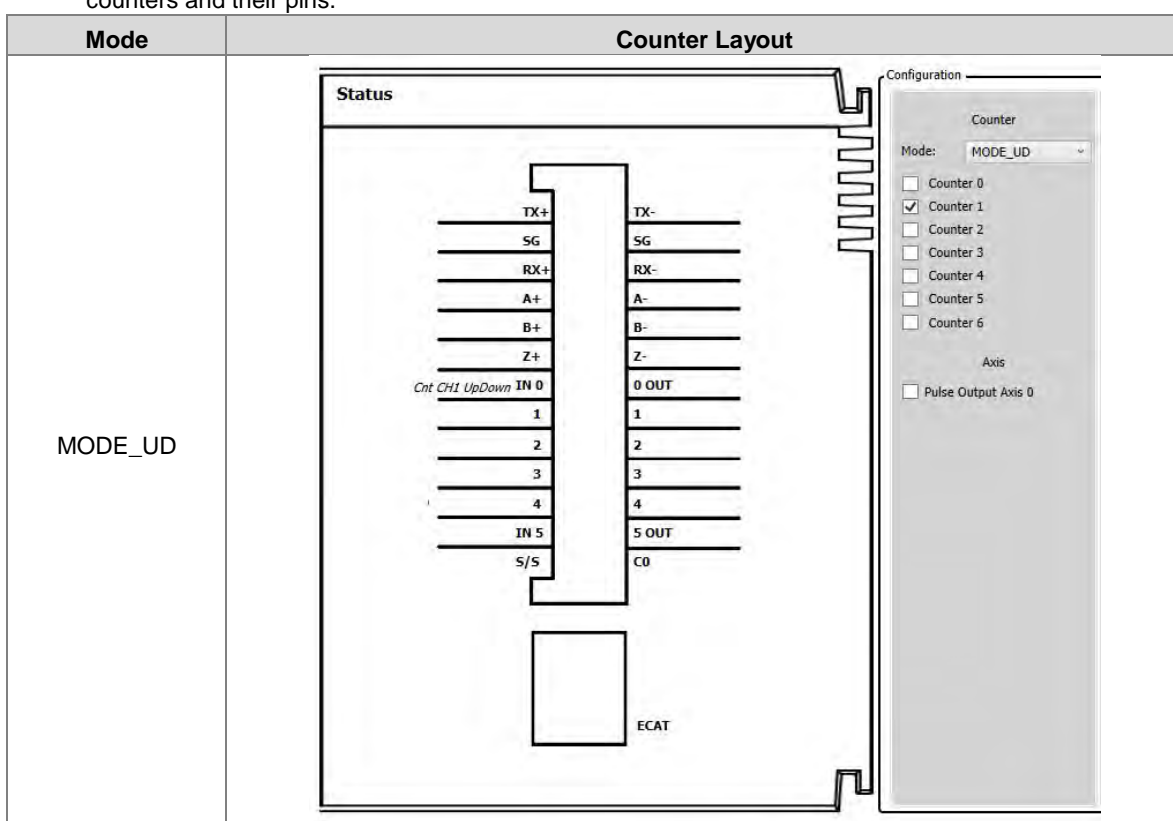 counters and their pins.
Mode Counter Layout
MODE_UD
Status
TX+ TX-
SG SG
RX+ RX-
A+ A-
B+ B-
Z+ Z-
Cnt CH1 UpDown IN 0 0 OUT
1 1
2 2
3 3
4 4
IN 5 5 OUT
S/S C0
ECAT
Configuration
Counter
Mode: MODE_UD
Counter 0
Counter 1
Counter 2
Counter 3
Counter 4
Counter 5
Counter 6
Axis
Pulse Output Axis 0